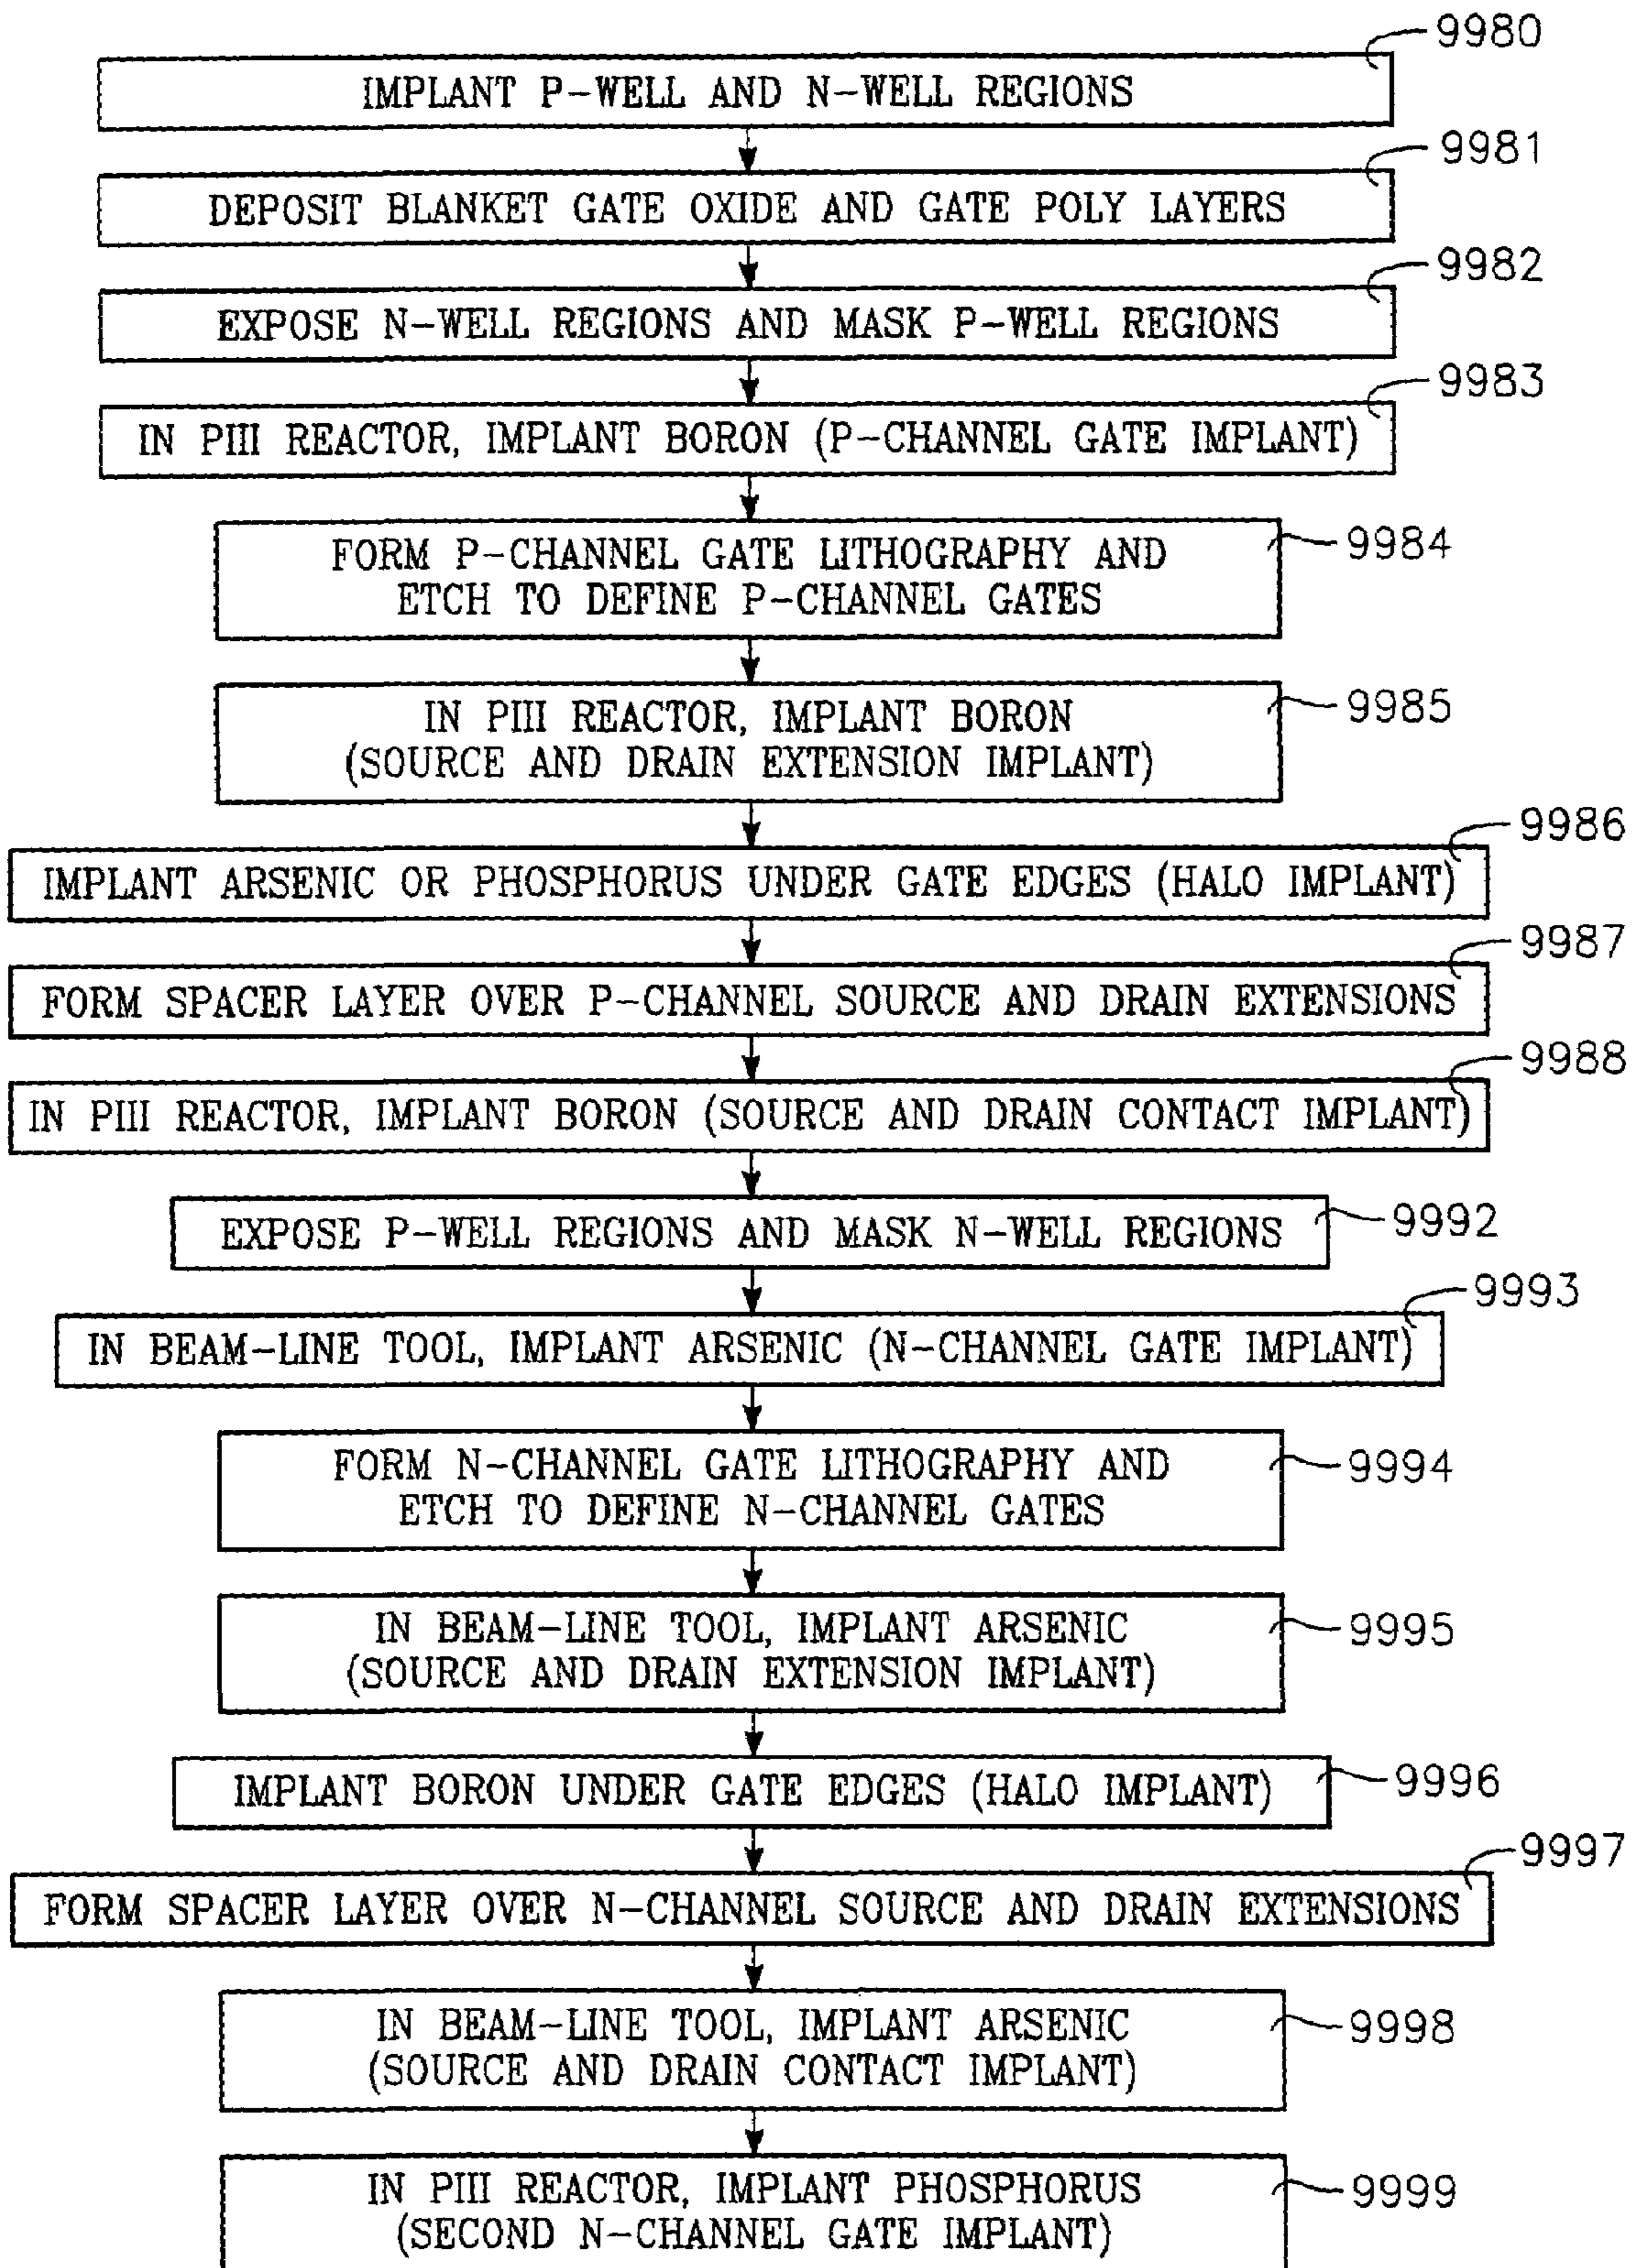 9980
IMPLANT P-WELL AND N-WELL REGIONS
9981
DEPOSIT BLANKET GATE OXIDE AND GATE POLY LAYERS
9982
EXPOSE N-WELL REGIONS AND MASK P-WELL REGIONS
9983
IN PIII REACTOR, IMPLANT BORON (P-CHANNEL GATE IMPLANT)
9984
FORM P-CHANNEL GATE LITHOGRAPHY AND
ETCH TO DEFINE P-CHANNEL GATES
9985
IN PIII REACTOR, IMPLANT BORON
(SOURCE AND DRAIN EXTENSION IMPLANT)
9986
IMPLANT ARSENIC OR PHOSPHORUS UNDER GATE EDGES (HALO IMPLANT)
9987
FORM SPACER LAYER OVER P-CHANNEL SOURCE AND DRAIN EXTENSIONS
9988
IN PIII REACTOR, IMPLANT BORON (SOURCE AND DRAIN CONTACT IMPLANT)
EXPOSE P-WELL REGIONS AND MASK N-WELL REGIONS
9992
9993
IN BEAM-LINE TOOL, IMPLANT ARSENIC (N-CHANNEL GATE IMPLANT)
FORM N-CHANNEL GATE LITHOGRAPHY AND
9994
ETCH TO DEFINE N-CHANNEL GATES
IN BEAM-LINE TOOL, IMPLANT ARSENIC
9995
(SOURCE AND DRAIN EXTENSION IMPLANT)
IMPLANT BORON UNDER GATE EDGES (HALO IMPLANT)
9996
9997
FORM SPACER LAYER OVER N-CHANNEL SOURCE AND DRAIN EXTENSIONS
IN BEAM-LINE TOOL, IMPLANT ARSENIC
9998
(SOURCE AND DRAIN CONTACT IMPLANT)
IN PIII REACTOR, IMPLANT PHOSPHORUS
9999
(SECOND N-CHANNEL GATE IMPLANT)